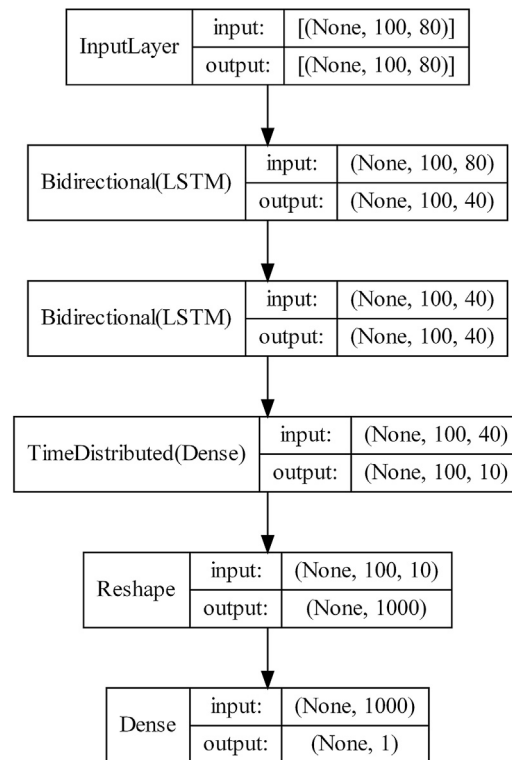 InputLayer
input: [(None, 100, 80)]
output: [(None, 100, 80)]
Bidirectional(LSTM)
input: (None, 100, 80)
output: (None, 100, 40)
Bidirectional(LSTM)
input: (None, 100, 40)
output: (None, 100, 40)
TimeDistributed(Dense)
input: (None, 100, 40)
output: (None, 100, 10)
Reshape
input: (None, 100, 10)
output: (None, 1000)
Dense
input: (None, 1000)
output: (None, 1)